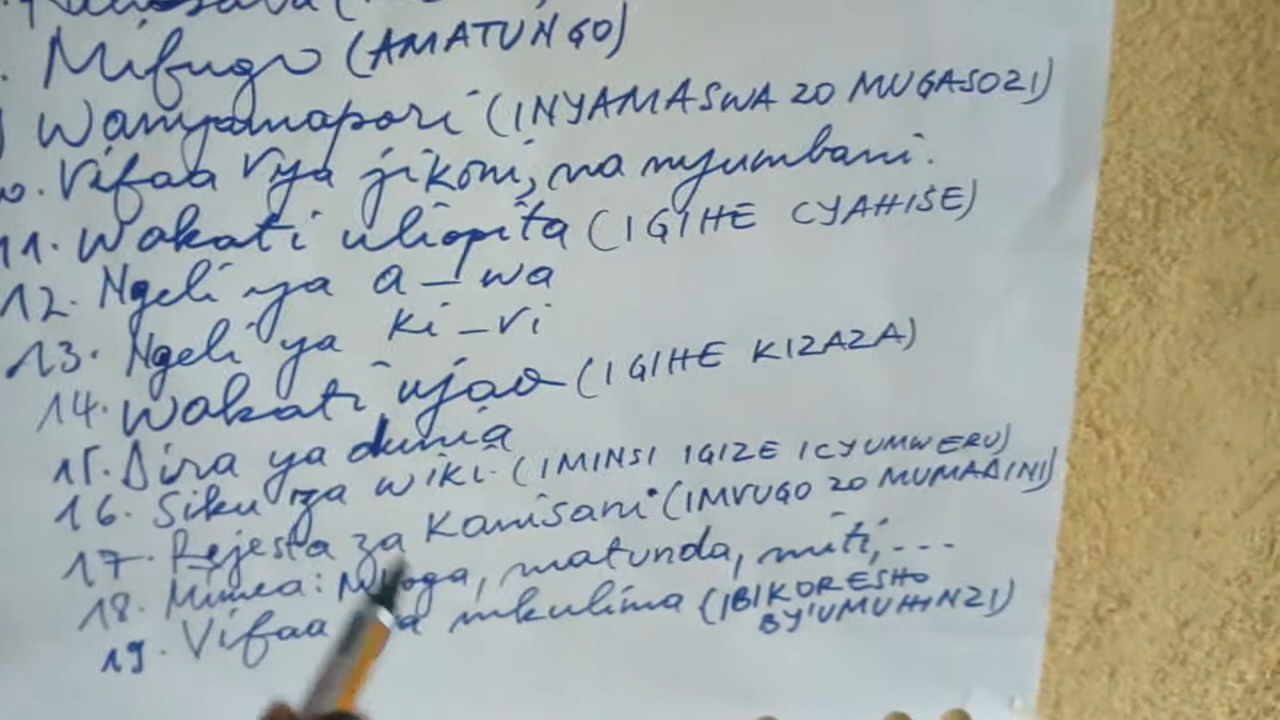 Mifugo (AMATUNGO)
Wanyamapori (INYAMASWA ZO MUGASOZI)
Vifaa vya jikoni, na nyumbani.
11. Wakati uliopita (IGIHE CYAHISE)
12. Ngeli ya a-wa
13. Ngeli ya ki-vi
14. Wakati ujao (IGIHE KIZAZA)
15. Dira ya dunia
16. Siku za wiki. (IMINSI IGIZE ICYUMWERU)
17. Rejesta za Kanisani (IMVUGO ZO MUMADINI)
18. Mimea: Mboga, matunda, miti, ...
19. Vifaa mkulima (IBIKORESHO
BY'UMUHINZI)